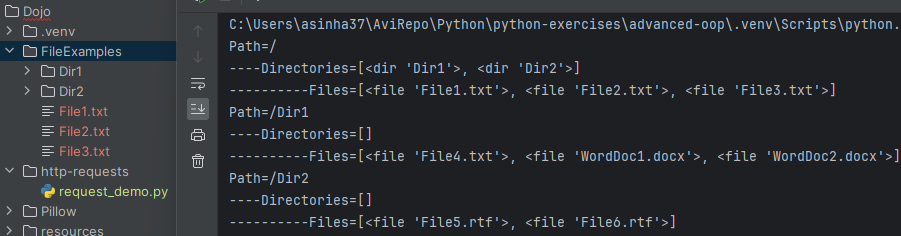 Dojo
.venv
FileExamples
Dir1
Dir2
File1.txt
File2.txt
File3.txt
http-requests
request_demo.py
Pillow
resources
C:\Users\asinha37\AviRepo\Python\python-exercises\advanced-oop\.venv\Scripts\python.
Path=/
----Directories=[<dir 'Dir1'>, <dir 'Dir2'>]
----------Files=[<file 'File1.txt'>, <file 'File2.txt'>, <file 'File3.txt'>]
Path=/Dir1
----Directories=[]
----------Files=[<file 'File4.txt'>, <file 'WordDoc1.docx'>, <file 'WordDoc2.docx'>]
Path=/Dir2
----Directories=[]
----------Files=[<file 'File5.rtf'>, <file 'File6.rtf'>]